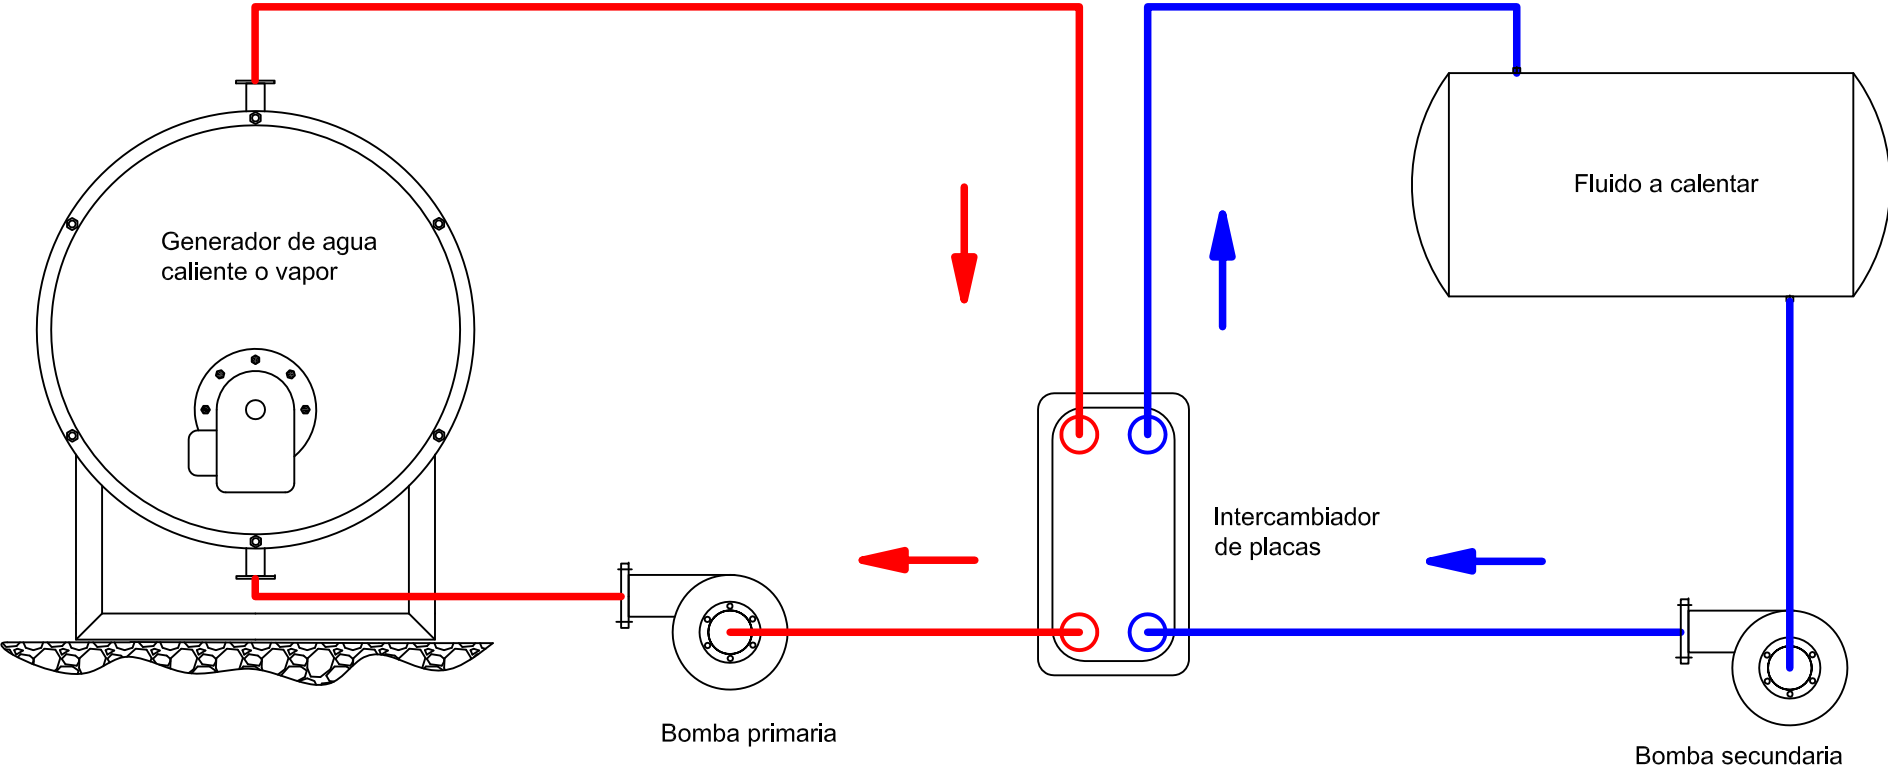 Generador de agua
caliente o vapor
Fluido a calentar
Intercambiador
de placas
Bomba primaria
Bomba secundaria